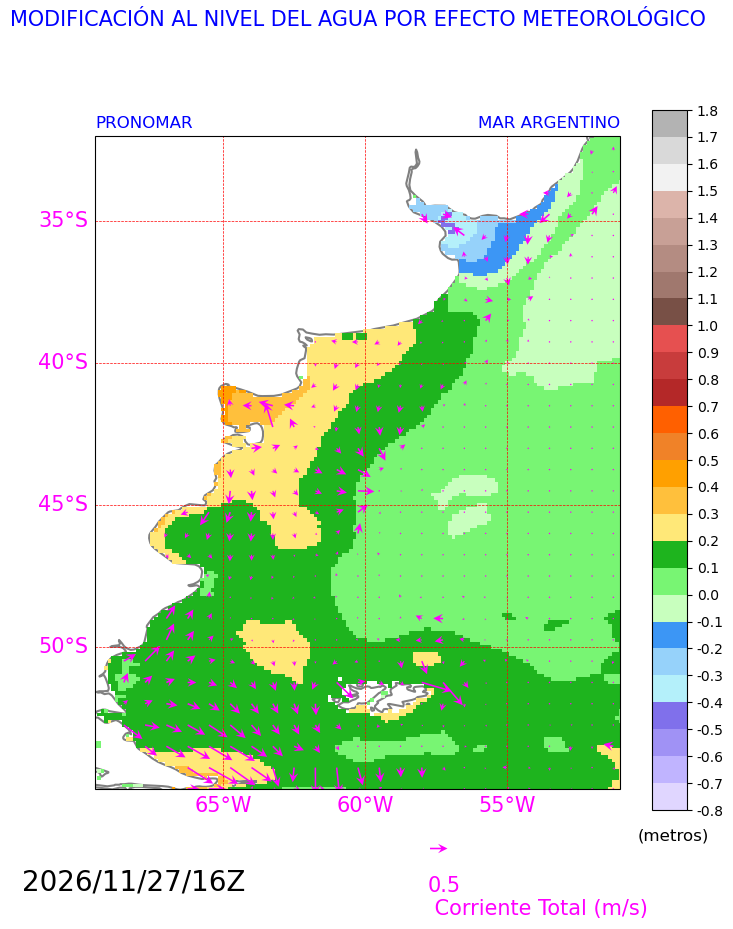 MODIFICACIÓN AL NIVEL DEL AGUA POR EFECTO METEOROLÓGICO
PRONOMAR MAR ARGENTINO
35°S
40°S
45°S
50°S
65°W 60°W 55°W
1.8
1.7
1.6
1.5
1.4
1.3
1.2
1.1
1.0
0.9
0.8
0.7
0.6
0.5
0.4
0.3
0.2
0.1
0.0
-0.1
-0.2
-0.3
-0.4
-0.5
-0.6
-0.7
-0.8
(metros)
2026/11/27/16Z
0.5
Corriente Total (m/s)